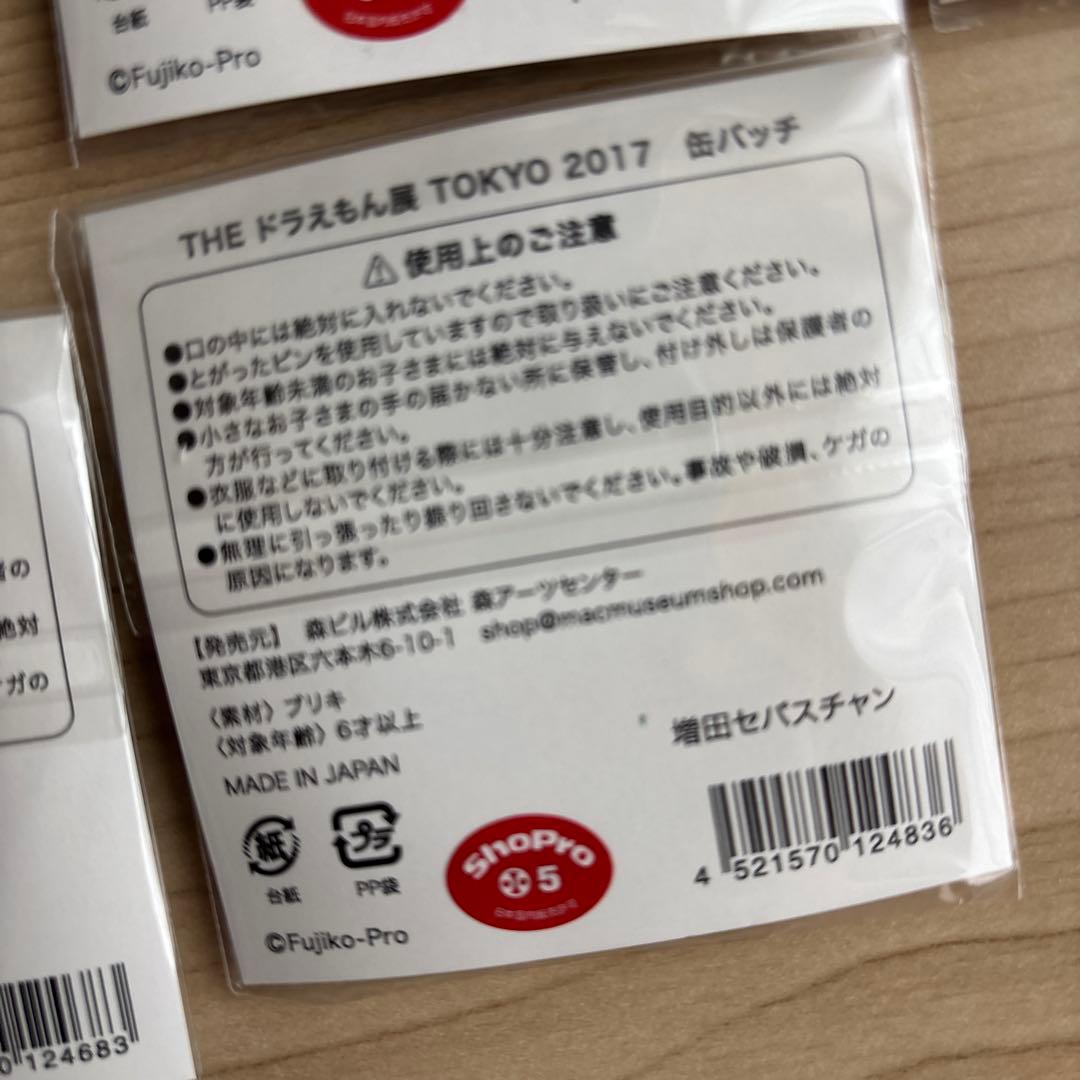 台紙
PP袋
©Fujiko-Pro
THE ドラえもん展 TOKYO 2017 缶バッチ
使用上のご注意
●口の中には絶対に入れないでください。
●とがったピンを使用していますので取り扱いにご注意ください。
●対象年齢未満のお子さまには絶対に与えないでください。
●小さなお子さまの手の届かない所に保管し、付け外しは保護者の
方が行ってください。
●衣服などに取り付ける際には十分注意し、使用目的以外には絶対
に使用しないでください。
●無理に引っ張ったり振り回さないでください。事故や破損、ケガの
原因になります。
【発売元】 森ビル株式会社 森アーツセンター
東京都港区六本木6-10-1 shop@macmuseumshop.com
〈素材〉ブリキ
〈対象年齢〉6才以上
MADE IN JAPAN
増田セバスチャン
紙
プラ
台紙
PP袋
ShoPro
5
4 521570 124836
©Fujiko-Pro
者の
絶対
ケガの
0 124683